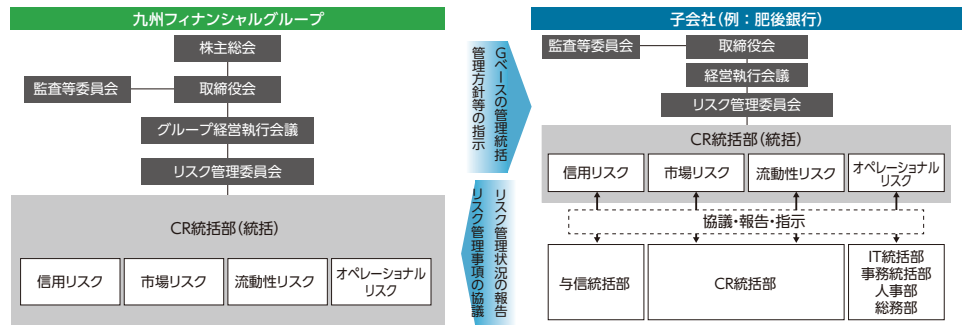 九州フィナンシャルグループ
株主総会
監査等委員会
取締役会
グループ経営執行会議
リスク管理委員会
CR統括部（統括）
信用リスク
市場リスク
流動性リスク
オペレーショナル
リスク
Gベースの管理統括
管理方針等の指示
リスク管理状況の報告
リスク管理事項の協議
子会社（例：肥後銀行）
監査等委員会
取締役会
経営執行会議
リスク管理委員会
CR統括部（統括）
信用リスク
市場リスク
流動性リスク
オペレーショナル
リスク
協議・報告・指示
与信統括部
CR統括部
IT統括部
事務統括部
人事部
総務部